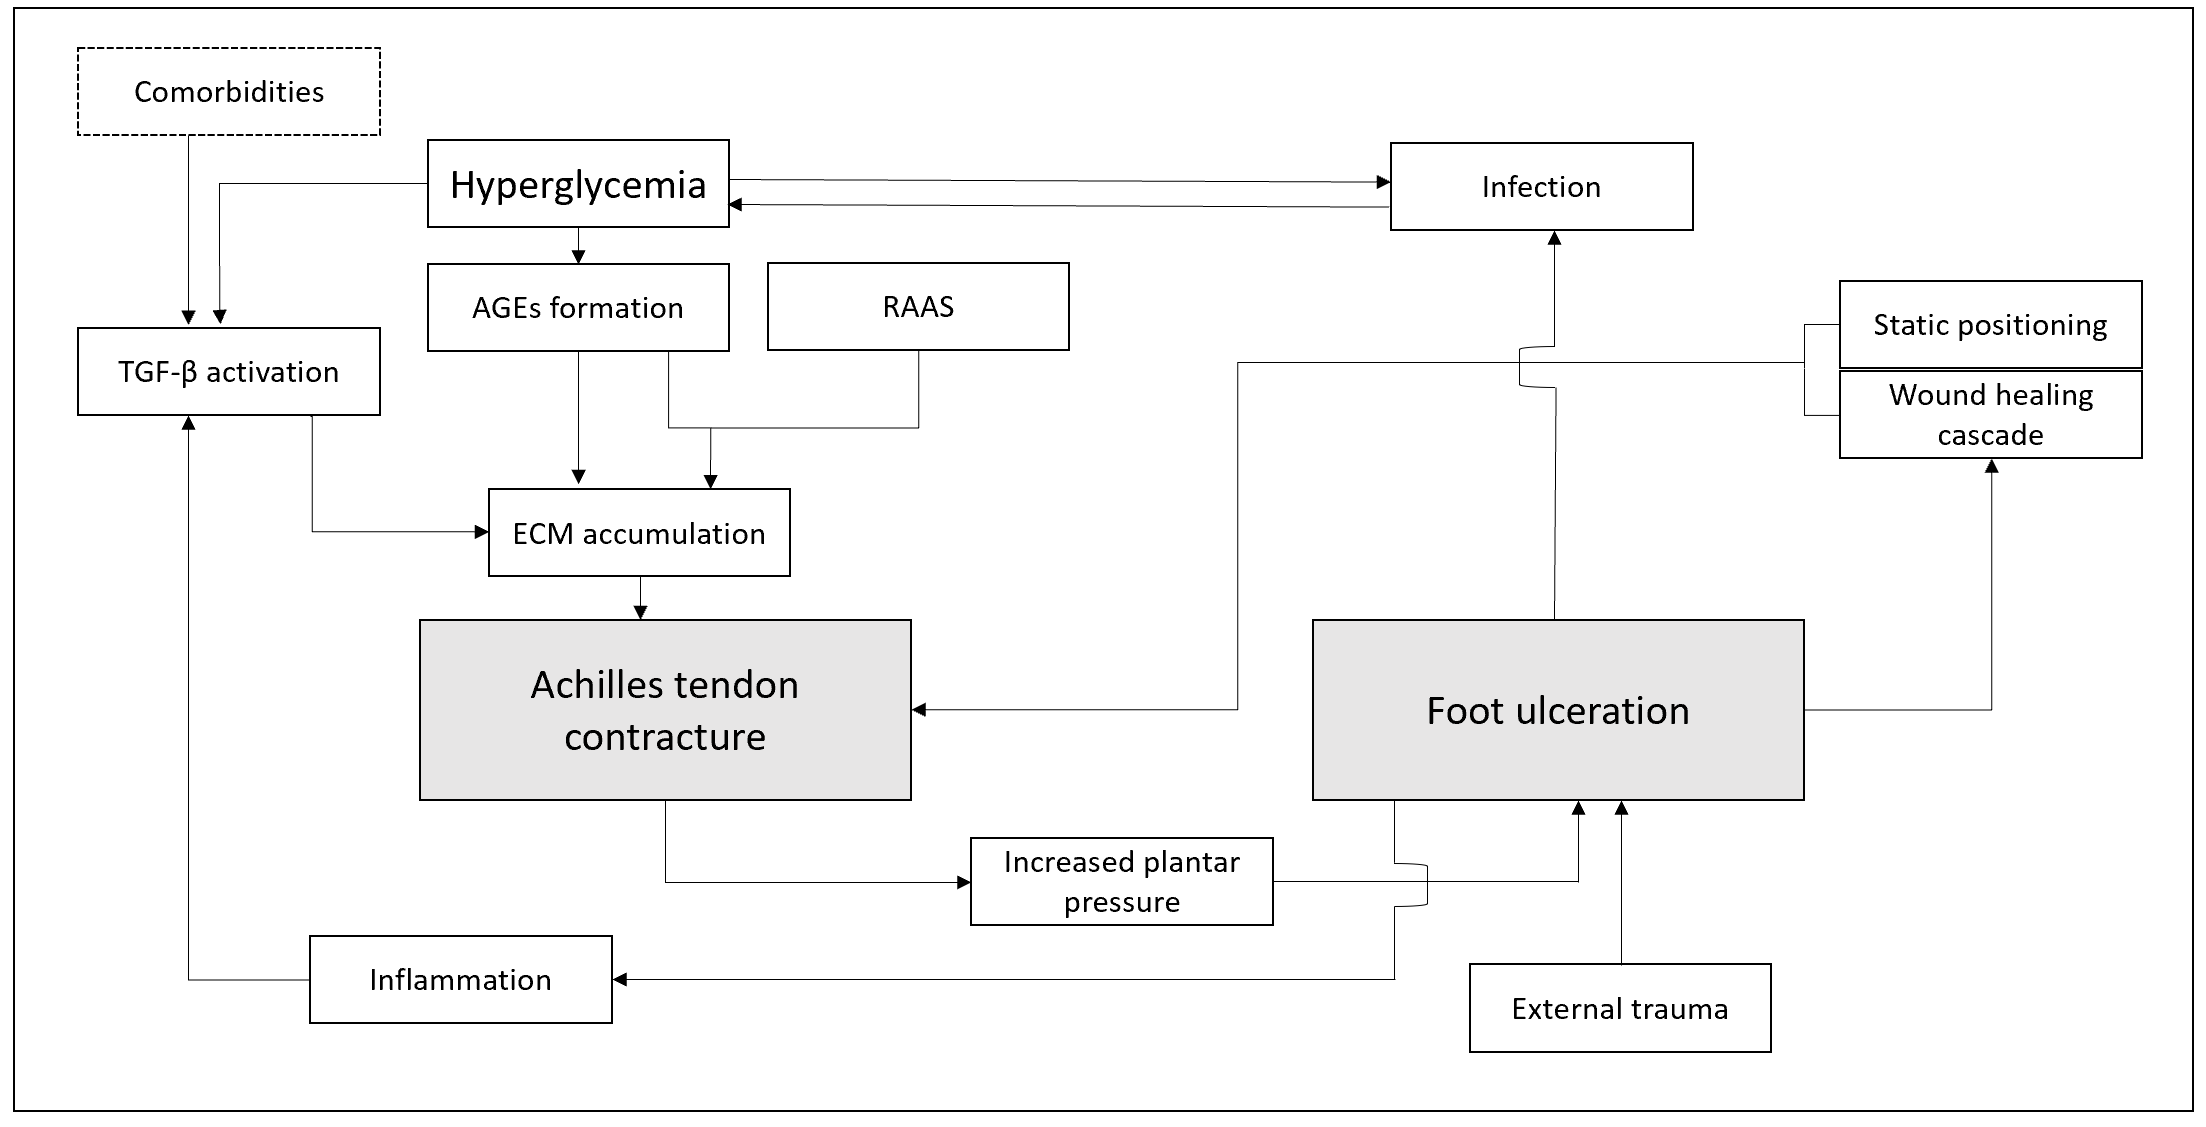 Comorbidities
Hyperglycemia
Infection
AGEs formation
RAAS
Static positioning
TGF-β activation
Wound healing
cascade
ECM accumulation
Achilles tendon
contracture
Foot ulceration
Increased plantar
pressure
Inflammation
External trauma